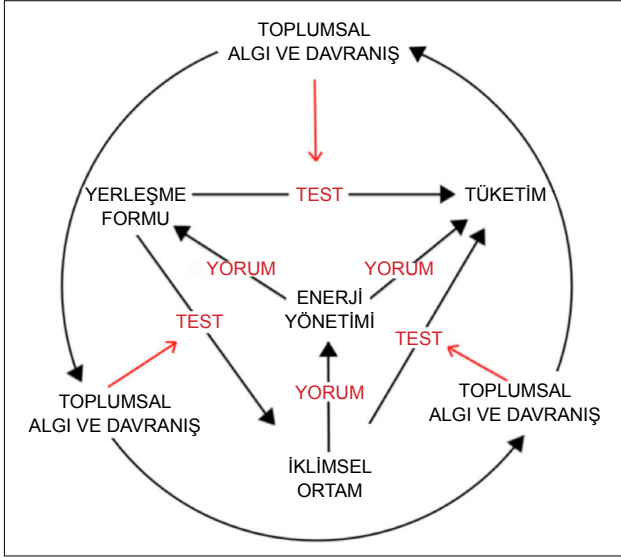 TOPLUMSAL
ALGI VE DAVRANIŞ
YERLEŞME
FORMU
TEST
TÜKETİM
YORUM
YORUM
ENERJİ
YÖNETİMİ
TEST
TEST
YORUM
TOPLUMSAL
ALGI VE DAVRANIŞ
TOPLUMSAL
ALGI VE DAVRANIŞ
İKLİMSEL
ORTAM